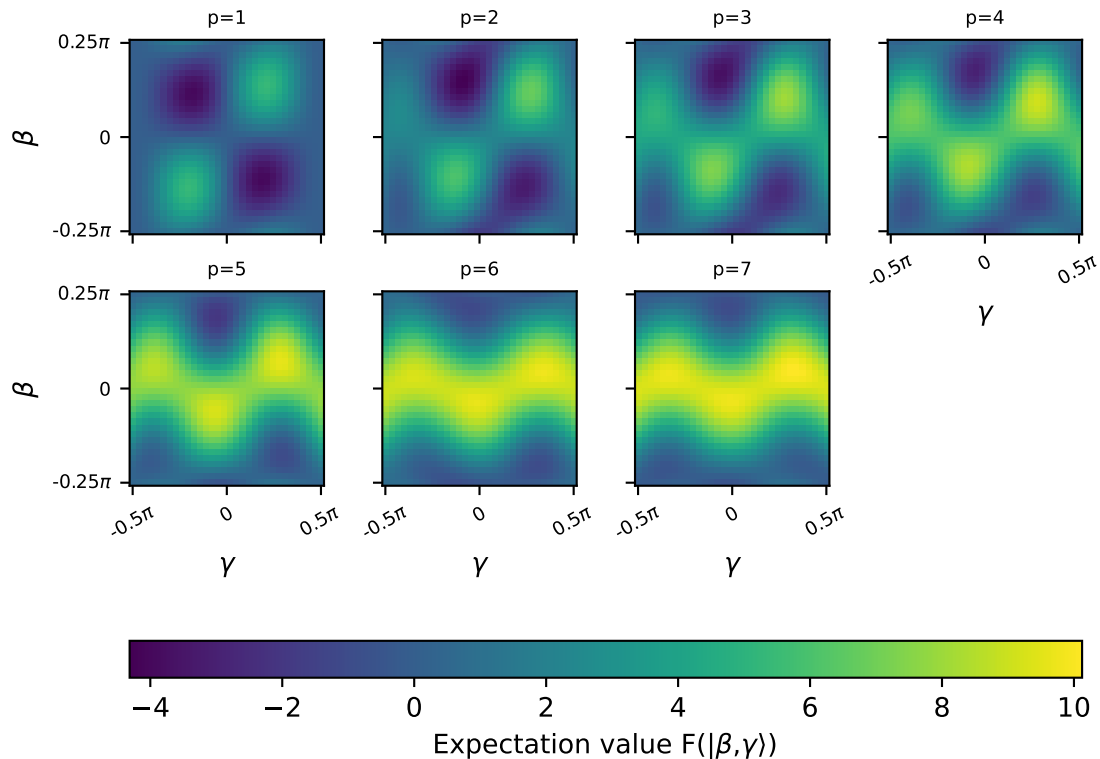 p=1 p=2 p=3 p=4
0.25π
β
0
-0.25π
-0.5π 0 0.5π
γ
p=5 p=6 p=7
0.25π
β
0
-0.25π
-0.5π 0 0.5π -0.5π 0 0.5π -0.5π 0 0.5π
γ γ γ
−4 −2 0 2 4 6 8 10
Expectation value F(|β,γ⟩)